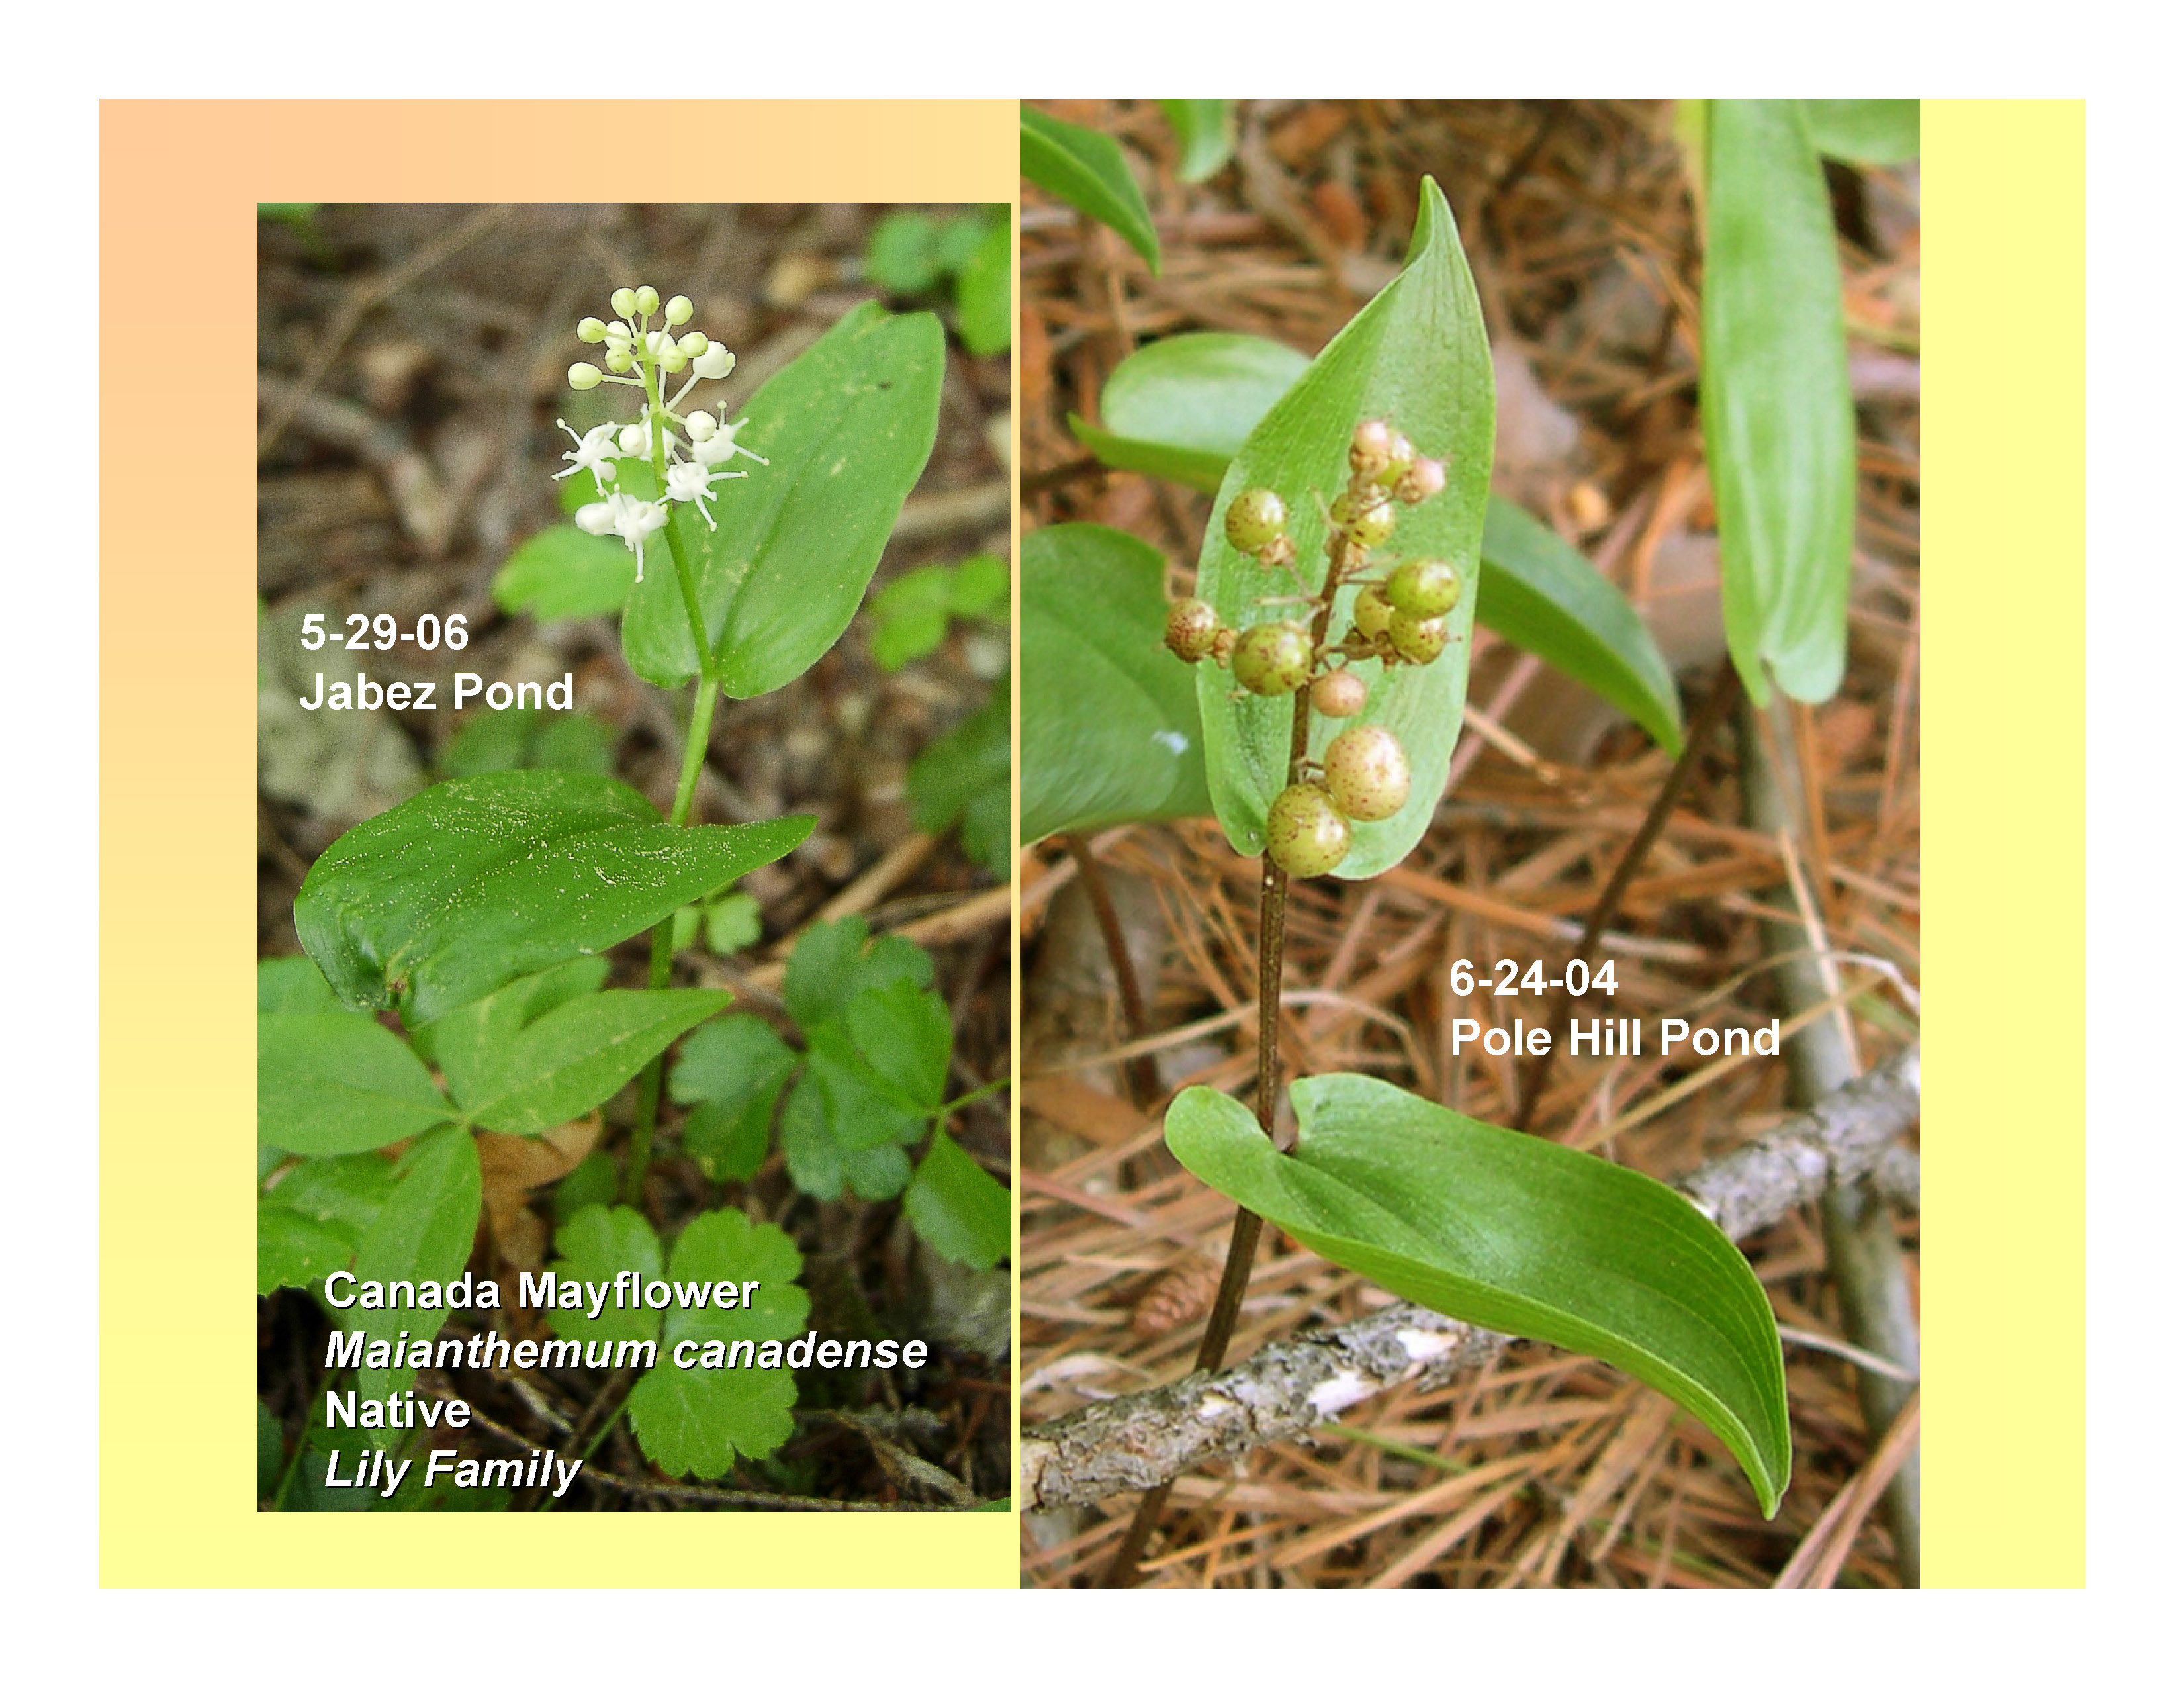 5-29-06
Jabez Pond
Canada Mayflower
Maianthemum canadense
Native
Lily Family
6-24-04
Pole Hill Pond